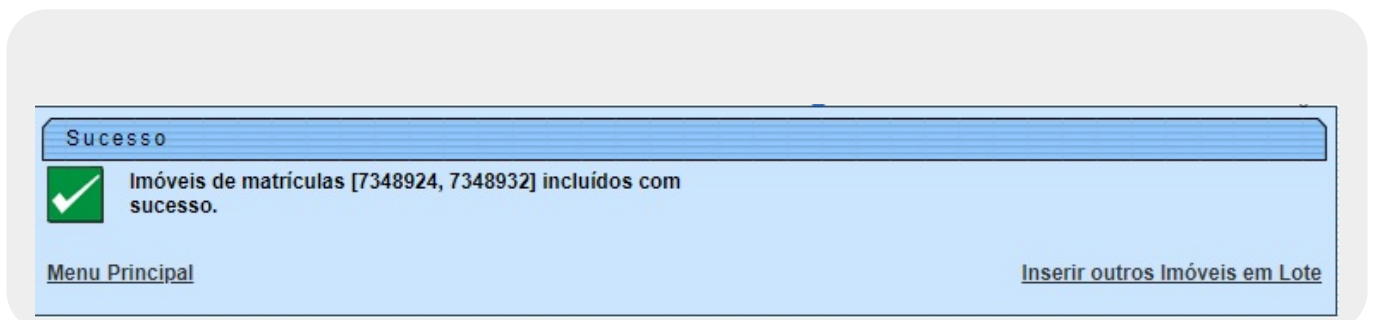 Sucesso
Imóveis de matrículas [7348924, 7348932] incluídos com
sucesso.
Menu Principal
Inserir outros Imóveis em Lote